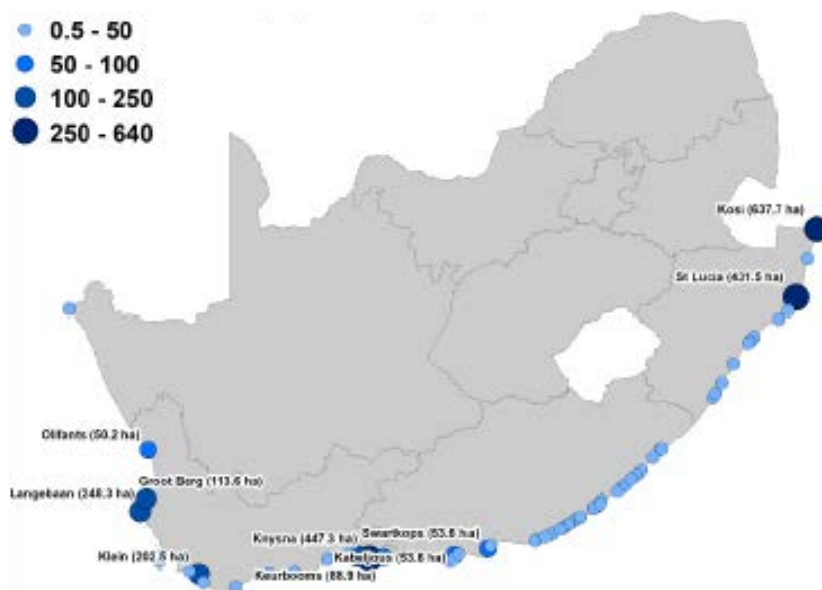 0.5 - 50
50 - 100
100 - 250
250 - 640
Kosi (637.7 ha)
St Lucia (431.5 ha)
Olifants (50.2 ha)
Groot Berg (113.6 ha)
Langebaan (248.3 ha)
Knysna (447.3 ha)
Swartkops (53.8 ha)
Klein (202.5 ha)
Kabeljous (53.8 ha)
Keurbooms (88.9 ha)